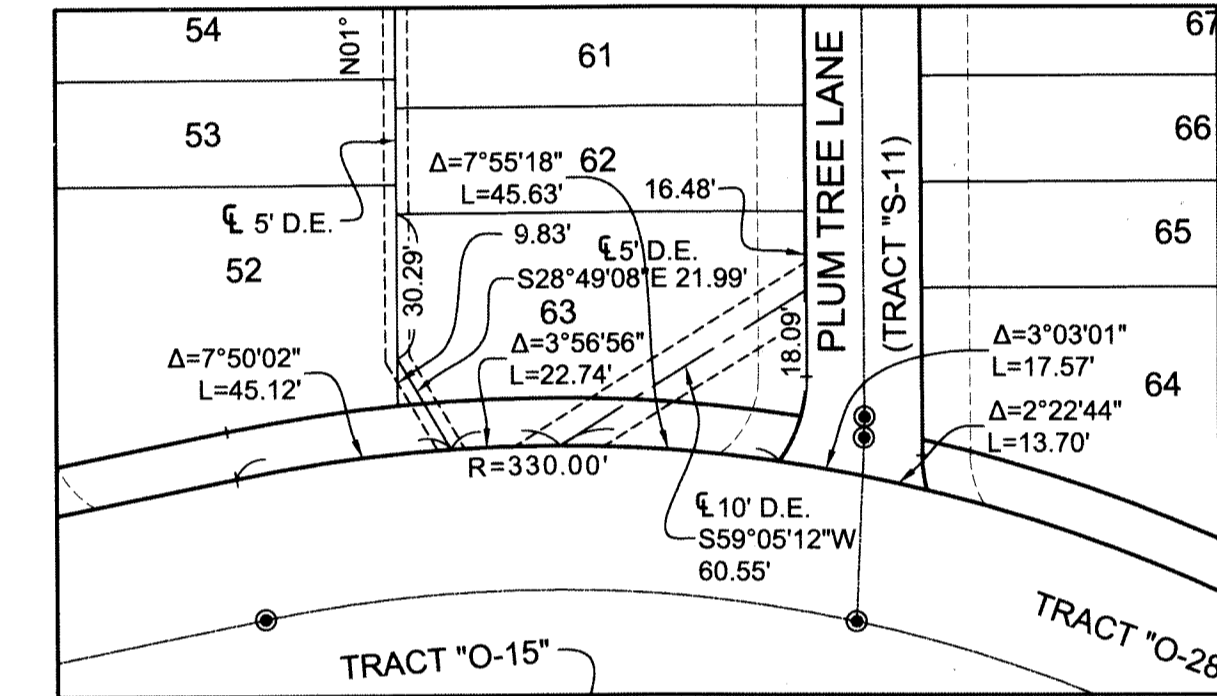 54
N01°
61
67
53
PLUM TREE LANE
(TRACT "S-11)
66
Δ=7°55'18"
L=45.63'
62
16.48'
℄ 5' D.E.
9.83'
℄5' D.E.
S28°49'08"E 21.99'
65
52
30.29'
63
18.09'
Δ=7°50'02"
L=45.12'
Δ=3°56'56"
L=22.74'
Δ=3°03'01"
L=17.57'
64
Δ=2°22'44"
L=13.70'
R=330.00'
℄10' D.E.
S59°05'12"W
60.55'
TRACT "O-15"
TRACT "O-28